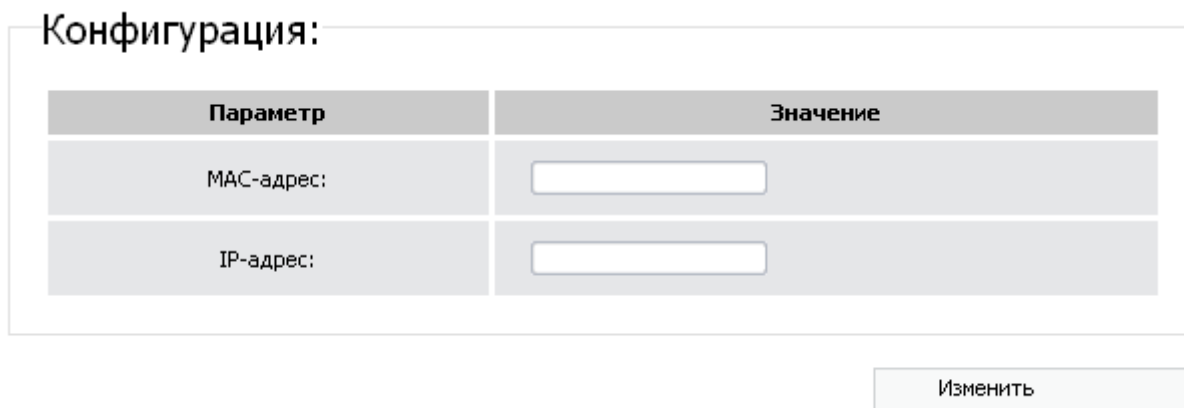 Конфигурация:
Параметр Значение
MAC-адрес:
IP-адрес:
Изменить